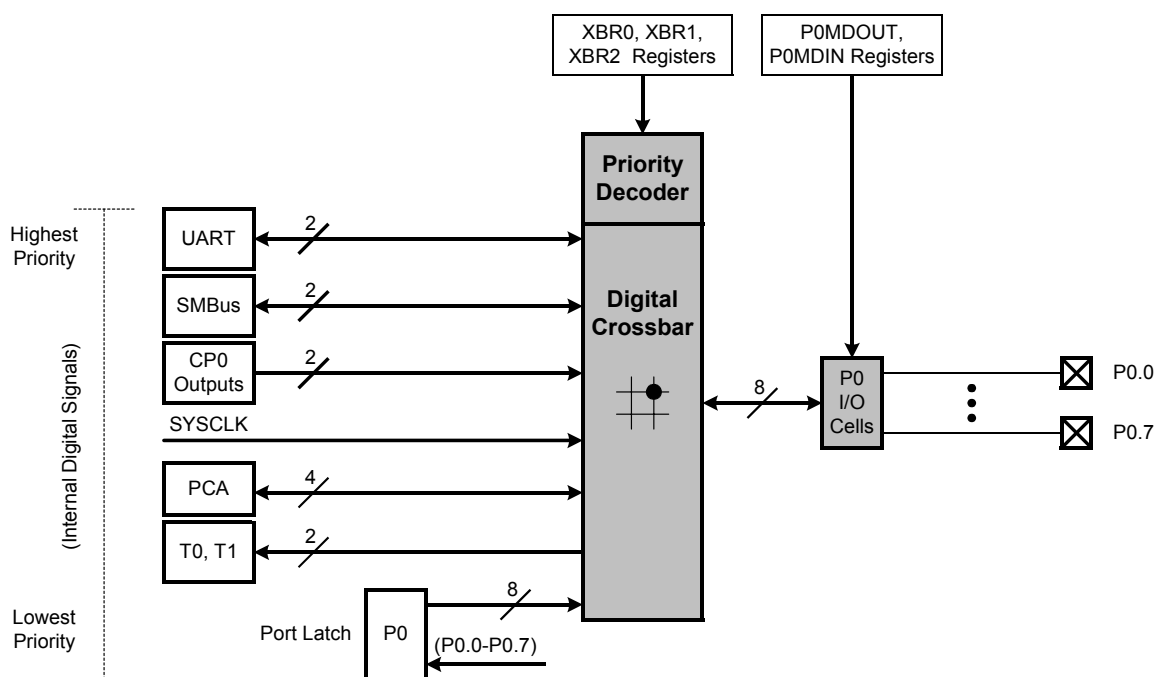 XBR0, XBR1,
XBR2 Registers
P0MDOUT,
P0MDIN Registers
Priority
Decoder
Highest
Priority
UART
2
SMBus
2
Digital
Crossbar
CP0
Outputs
2
P0
I/O
Cells
8
P0.0
P0.7
SYSCLK
(Internal Digital Signals)
PCA
4
T0, T1
2
Lowest
Priority
Port Latch
P0
8
(P0.0-P0.7)